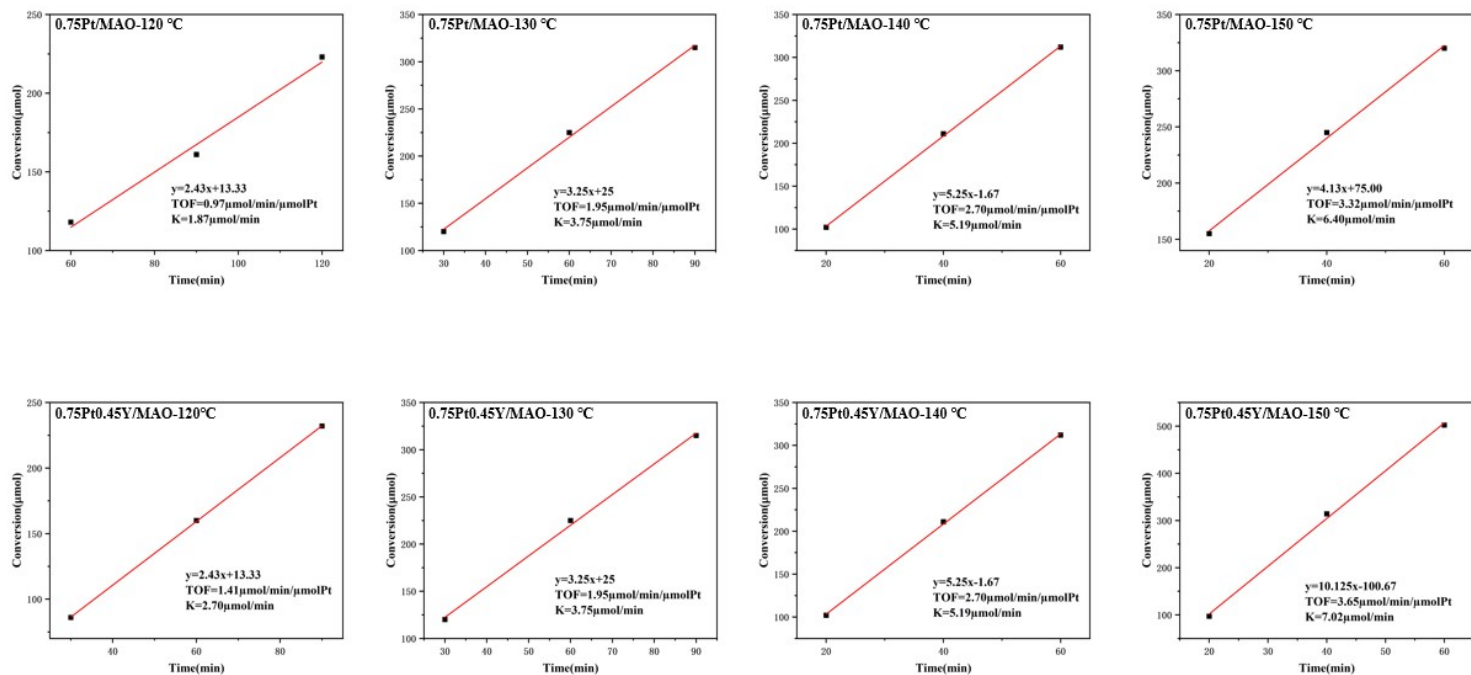 0.75Pt/MAO-120 ℃
250
200
150
100
Conversion(μmol)
y=2.43x+13.33
TOF=0.97μmol/min/μmolPt
K=1.87μmol/min
60
80
100
120
Time(min)
0.75Pt/MAO-130 ℃
350
300
250
200
150
100
Conversion(μmol)
y=3.25x+25
TOF=1.95μmol/min/μmolPt
K=3.75μmol/min
30
40
50
60
70
80
90
Time(min)
0.75Pt/MAO-140 ℃
350
300
250
200
150
100
Conversion(μmol)
y=5.25x-1.67
TOF=2.70μmol/min/μmolPt
K=5.19μmol/min
20
40
60
Time(min)
0.75Pt/MAO-150 ℃
350
300
250
200
150
Conversion(μmol)
y=4.13x+75.00
TOF=3.32μmol/min/μmolPt
K=6.40μmol/min
20
30
40
50
60
Time(min)
0.75Pt0.45Y/MAO-120℃
250
200
150
100
Conversion(μmol)
y=2.43x+13.33
TOF=1.41μmol/min/μmolPt
K=2.70μmol/min
40
60
80
Time(min)
0.75Pt0.45Y/MAO-130 ℃
350
300
250
200
150
100
Conversion(μmol)
y=3.25x+25
TOF=1.95μmol/min/μmolPt
K=3.75μmol/min
30
40
50
60
70
80
90
Time(min)
0.75Pt0.45Y/MAO-140 ℃
350
300
250
200
150
100
Conversion(μmol)
y=5.25x-1.67
TOF=2.70μmol/min/μmolPt
K=5.19μmol/min
20
40
60
Time(min)
0.75Pt0.45Y/MAO-150 ℃
500
400
300
200
100
Conversion(μmol)
y=10.125x-100.67
TOF=3.65μmol/min/μmolPt
K=7.02μmol/min
20
30
40
50
60
Time(min)